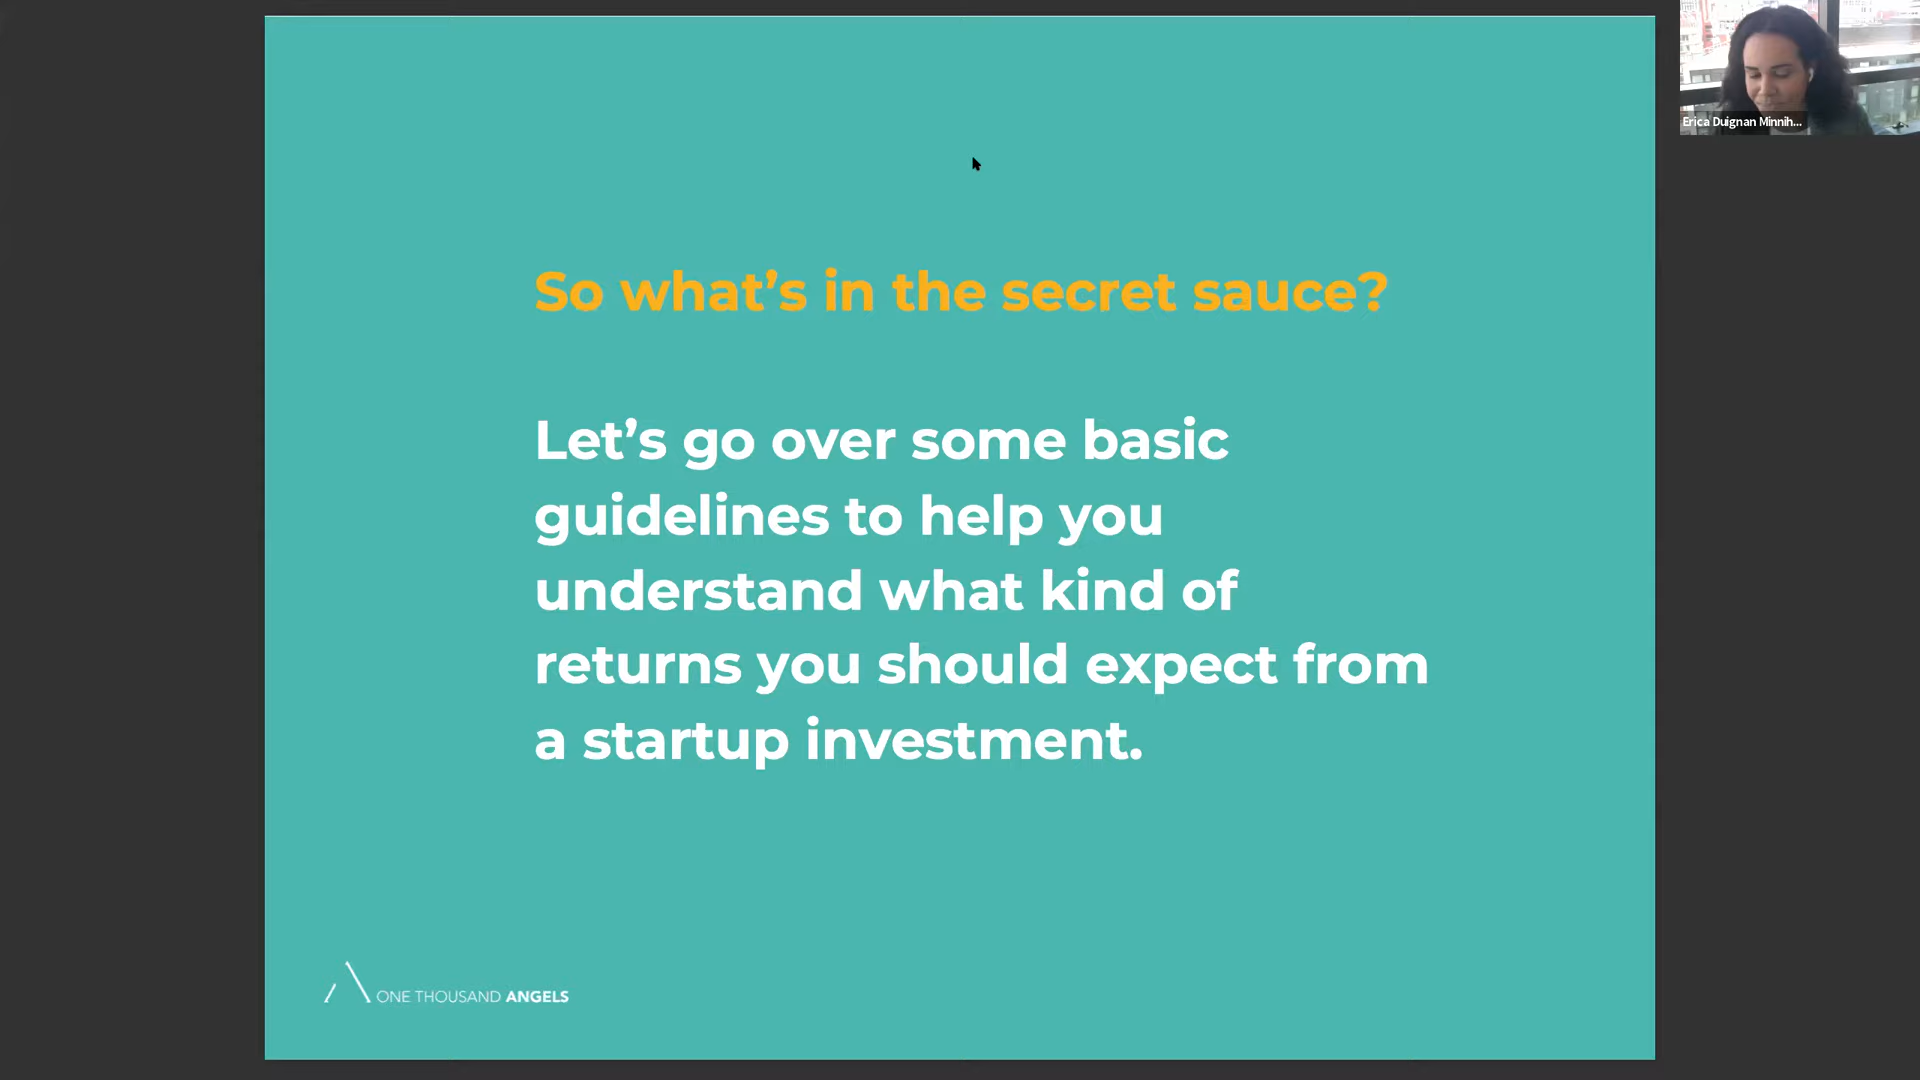 So what’s in the secret sauce?
Let’s go over some basic
guidelines to help you
understand what kind of
returns you should expect from
a startup investment.
ONE THOUSAND ANGELS
Erica Duignan Minnih...